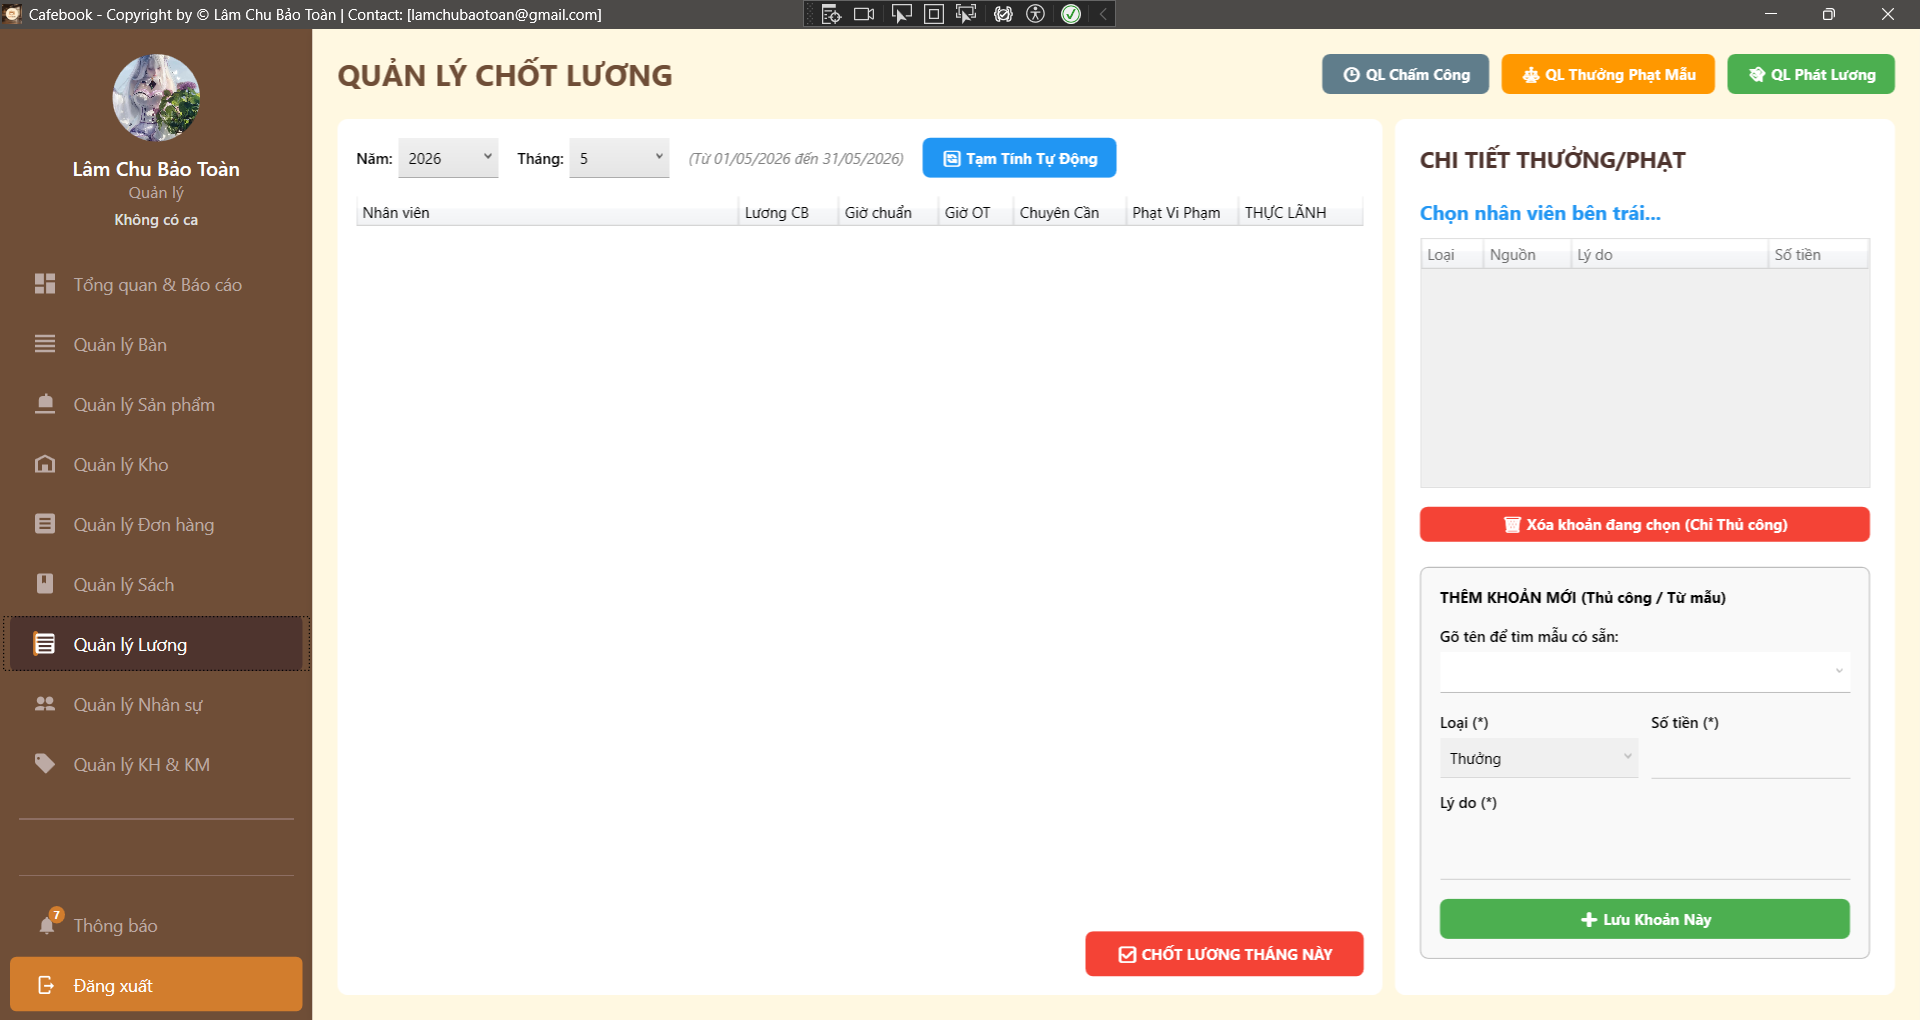 Cafebook - Copyright by © Lâm Chu Bảo Toàn | Contact: [lamchubaotoan@gmail.com]
Lâm Chu Bảo Toàn
Quản lý
Không có ca
Tổng quan & Báo cáo
Quản lý Bàn
Quản lý Sản phẩm
Quản lý Kho
Quản lý Đơn hàng
Quản lý Sách
Quản lý Lương
Quản lý Nhân sự
Quản lý KH & KM
7
Thông báo
Đăng xuất
QUẢN LÝ CHỐT LƯƠNG
QL Chấm Công
QL Thưởng Phạt Mẫu
QL Phát Lương
Năm: 2026 Tháng: 5 (Từ 01/05/2026 đến 31/05/2026) Tạm Tính Tự Động
Nhân viên Lương CB Giờ chuẩn Giờ OT Chuyên Cần Phạt Vi Phạm THỰC LÃNH
CHỐT LƯƠNG THÁNG NÀY
CHI TIẾT THƯỞNG/PHẠT
Chọn nhân viên bên trái...
Loại Nguồn Lý do Số tiền
Xóa khoản đang chọn (Chỉ Thủ công)
THÊM KHOẢN MỚI (Thủ công / Từ mẫu)
Gõ tên để tìm mẫu có sẵn:
Loại (*) Số tiền (*)
Thưởng
Lý do (*)
Lưu Khoản Này